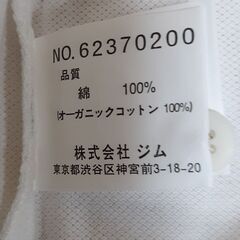 NO.62370200
品質
綿 100%
(オーガニックコットン 100%)
株式会社 ジム
東京都渋谷区神宮前3-18-20